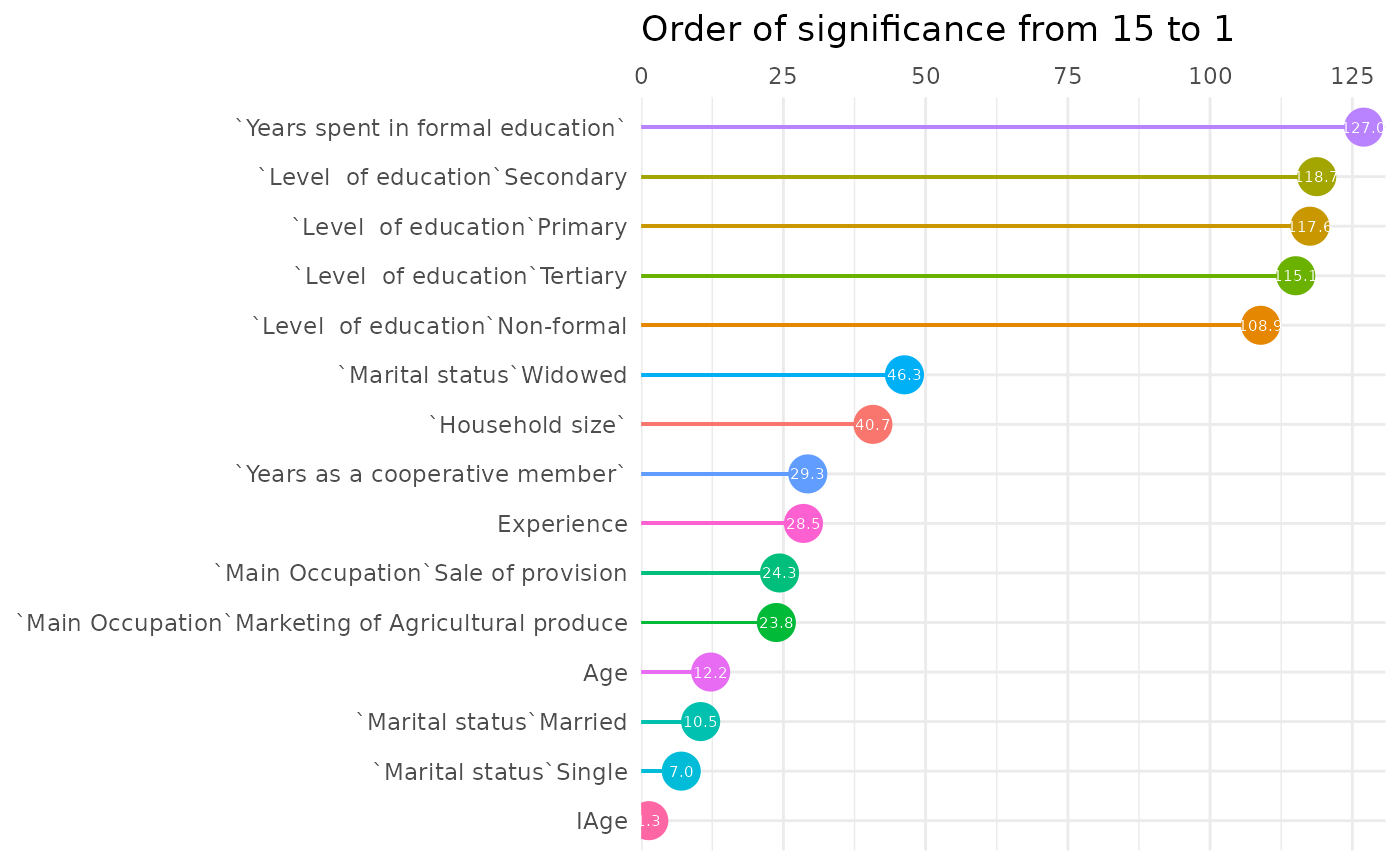 Order of significance from 15 to 1
0 25 50 75 100 125
`Years spent in formal education` 127.0
`Level  of education`Secondary 118.7
`Level  of education`Primary 117.6
`Level  of education`Tertiary 115.1
`Level  of education`Non-formal 108.9
`Marital status`Widowed 46.3
`Household size` 40.7
`Years as a cooperative member` 29.3
Experience 28.5
`Main Occupation`Sale of provision 24.3
`Main Occupation`Marketing of Agricultural produce 23.8
Age 12.2
`Marital status`Married 10.5
`Marital status`Single 7.0
IAge 1.3